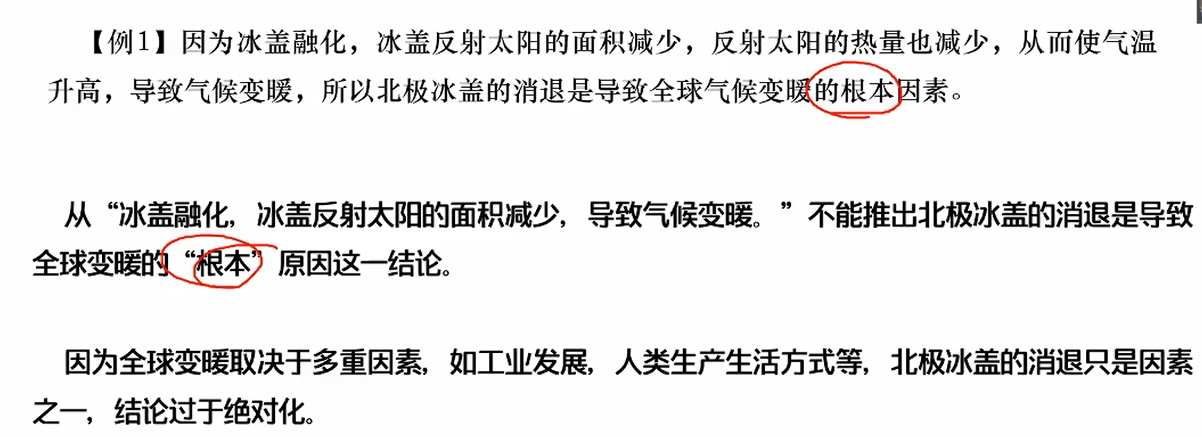 【例1】因为冰盖融化，冰盖反射太阳的面积减少，反射太阳的热量也减少，从而使气温
升高，导致气候变暖，所以北极冰盖的消退是导致全球气候变暖的根本因素。
从“冰盖融化，冰盖反射太阳的面积减少，导致气候变暖。”不能推出北极冰盖的消退是导致
全球变暖的“根本”原因这一结论。
因为全球变暖取决于多重因素，如工业发展，人类生产生活方式等，北极冰盖的消退只是因素
之一，结论过于绝对化。